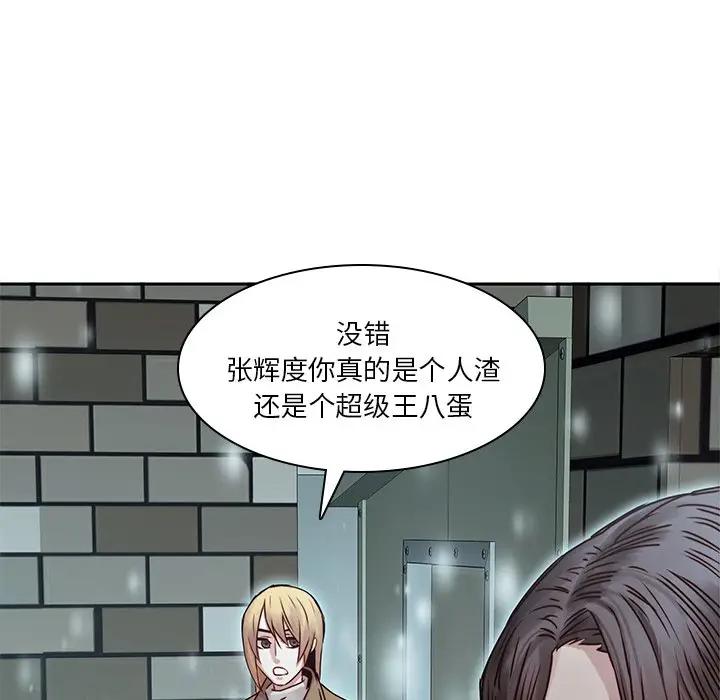 没错
张辉度你真的是个人渣
还是个超级王八蛋